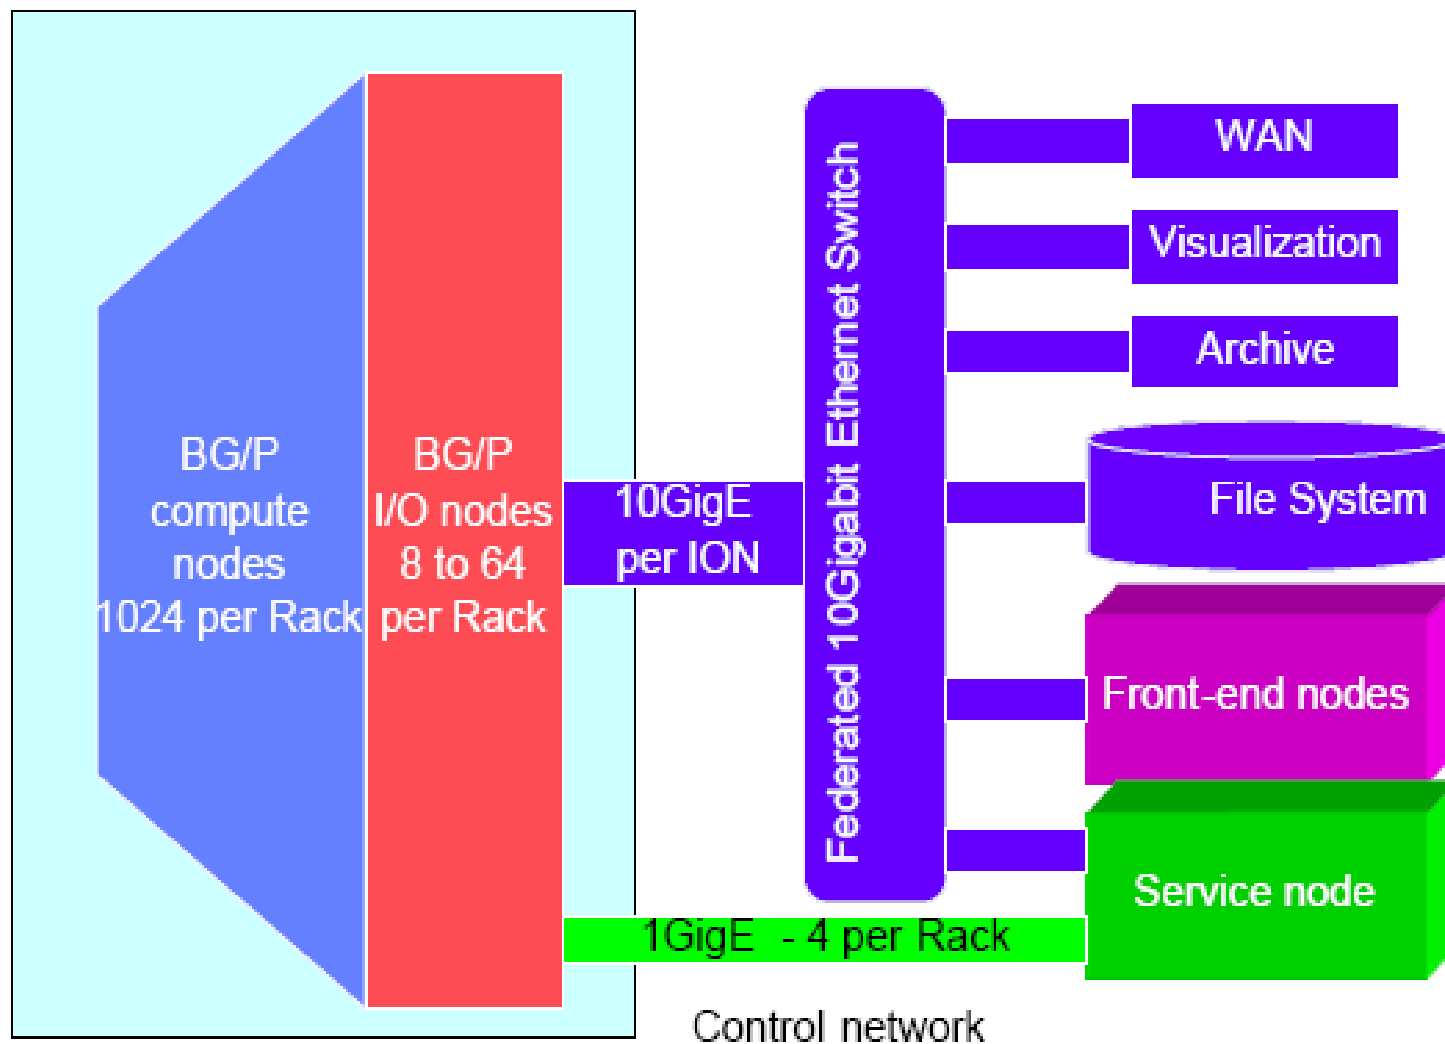 BG/P
compute
nodes
1024 per Rack
BG/P
I/O nodes
8 to 64
per Rack
10GigE
per ION
Federated 10Gigabit Ethernet Switch
WAN
Visualization
Archive
File System
Front-end nodes
Service node
1GigE - 4 per Rack
Control network